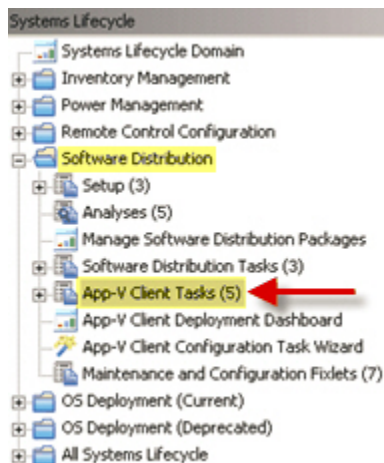 Systems Lifecycle
Systems Lifecycle Domain
Inventory Management
Power Management
Remote Control Configuration
Software Distribution
Setup (3)
Analyses (5)
Manage Software Distribution Packages
Software Distribution Tasks (3)
App-V Client Tasks (5)
App-V Client Deployment Dashboard
App-V Client Configuration Task Wizard
Maintenance and Configuration Fixlets (7)
OS Deployment (Current)
OS Deployment (Deprecated)
All Systems Lifecycle